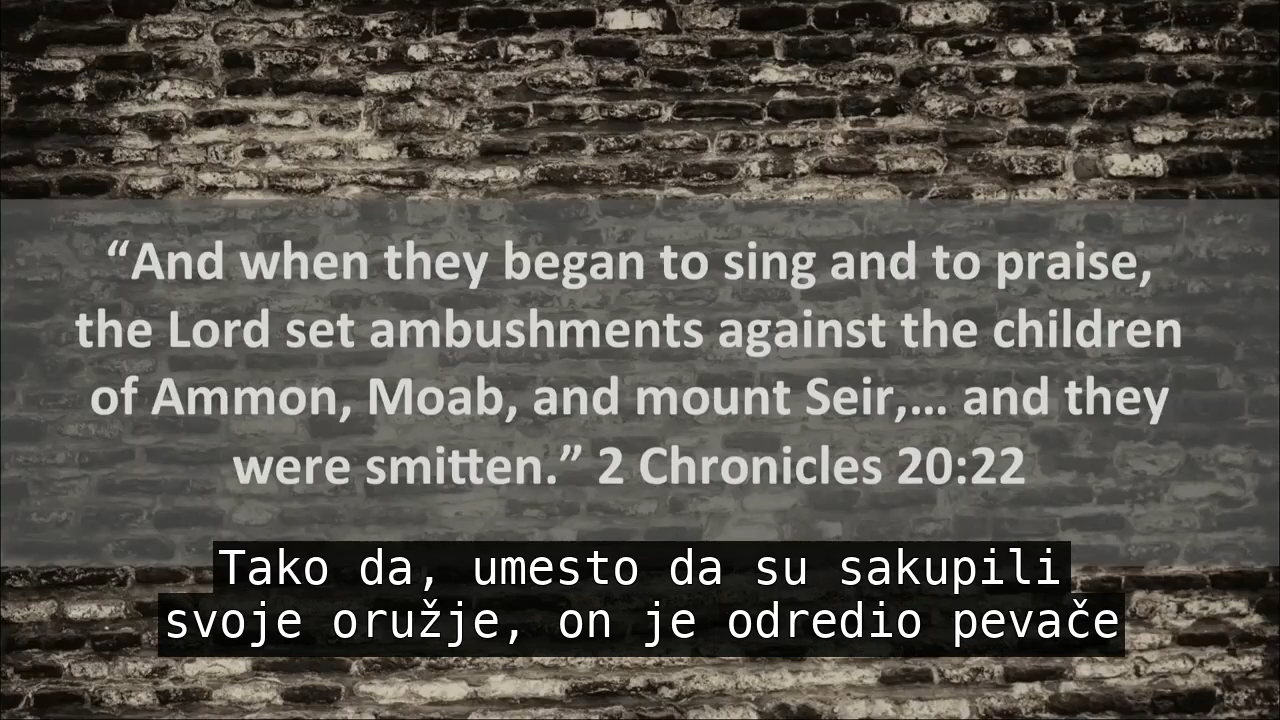 “And when they began to sing and to praise,
the Lord set ambushments against the children
of Ammon, Moab, and mount Seir,... and they
were smitten.” 2 Chronicles 20:22
Tako da, umesto da su sakupili
svoje oružje, on je odredio pevače